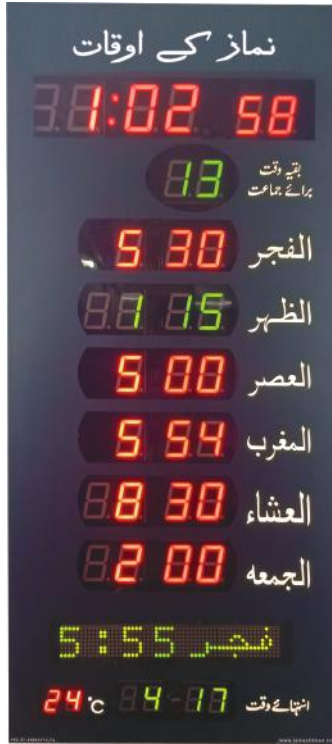 نماز کے اوقات
1:02 58
بقیہ وقت 13
برائے جماعت
الفجر 5 30
الظہر 1 15
العصر 5 00
المغرب 5 54
العشاء 8 30
الجمعہ 2 00
فجر 5:55
انتہائے وقت 4-17 24 °C